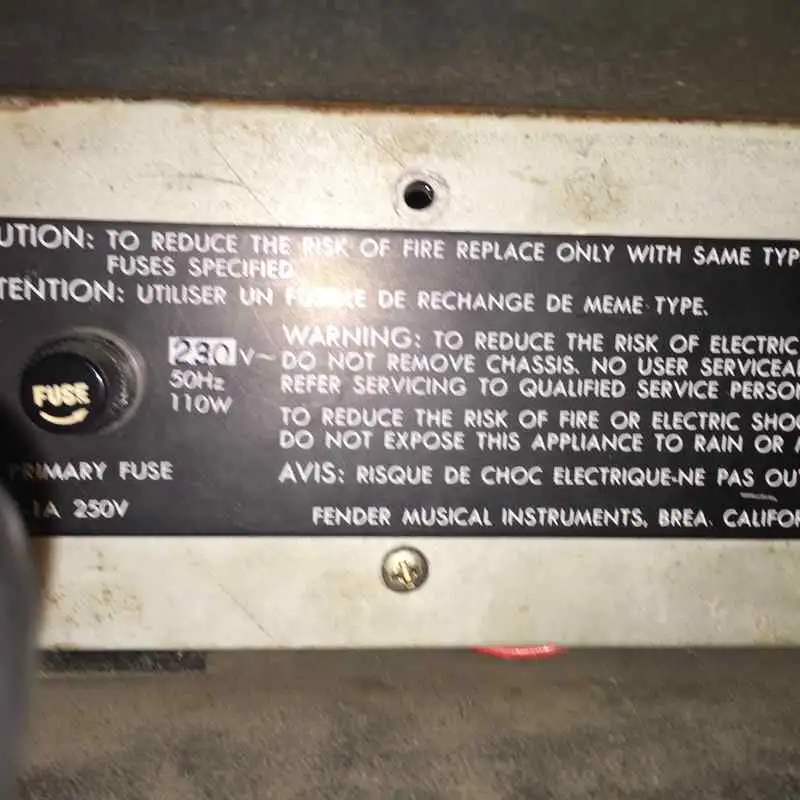 UTION: TO REDUCE THE RISK OF FIRE REPLACE ONLY WITH SAME TYP
FUSES SPECIFIED
TENTION: UTILISER UN FUSIBLE DE RECHANGE DE MEME TYPE.
FUSE
230 V~
50Hz
110W
WARNING: TO REDUCE THE RISK OF ELECTRIC
DO NOT REMOVE CHASSIS. NO USER SERVICEA
REFER SERVICING TO QUALIFIED SERVICE PERSO
TO REDUCE THE RISK OF FIRE OR ELECTRIC SHO
DO NOT EXPOSE THIS APPLIANCE TO RAIN OR
PRIMARY FUSE
1A 250V
AVIS: RISQUE DE CHOC ELECTRIQUE-NE PAS OU
FENDER MUSICAL INSTRUMENTS, BREA. CALIFOR